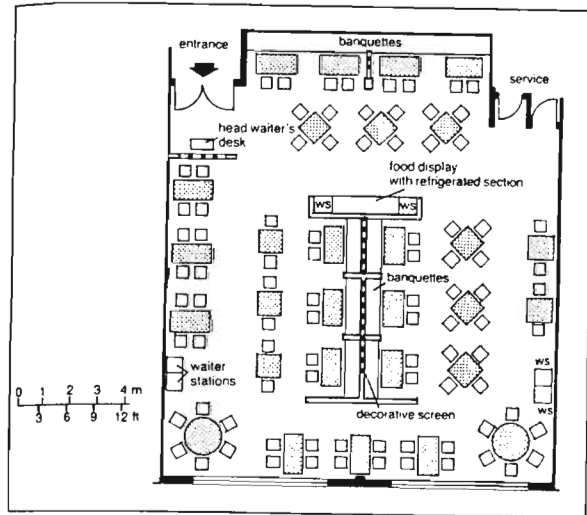 entrance
banquettes
service
head waiter's
desk
food display
with refrigerated section
ws
ws
banquettes
waiter
stations
ws
ws
0 1 2 3 4 m
3 6 9 12 ft
decorative screen